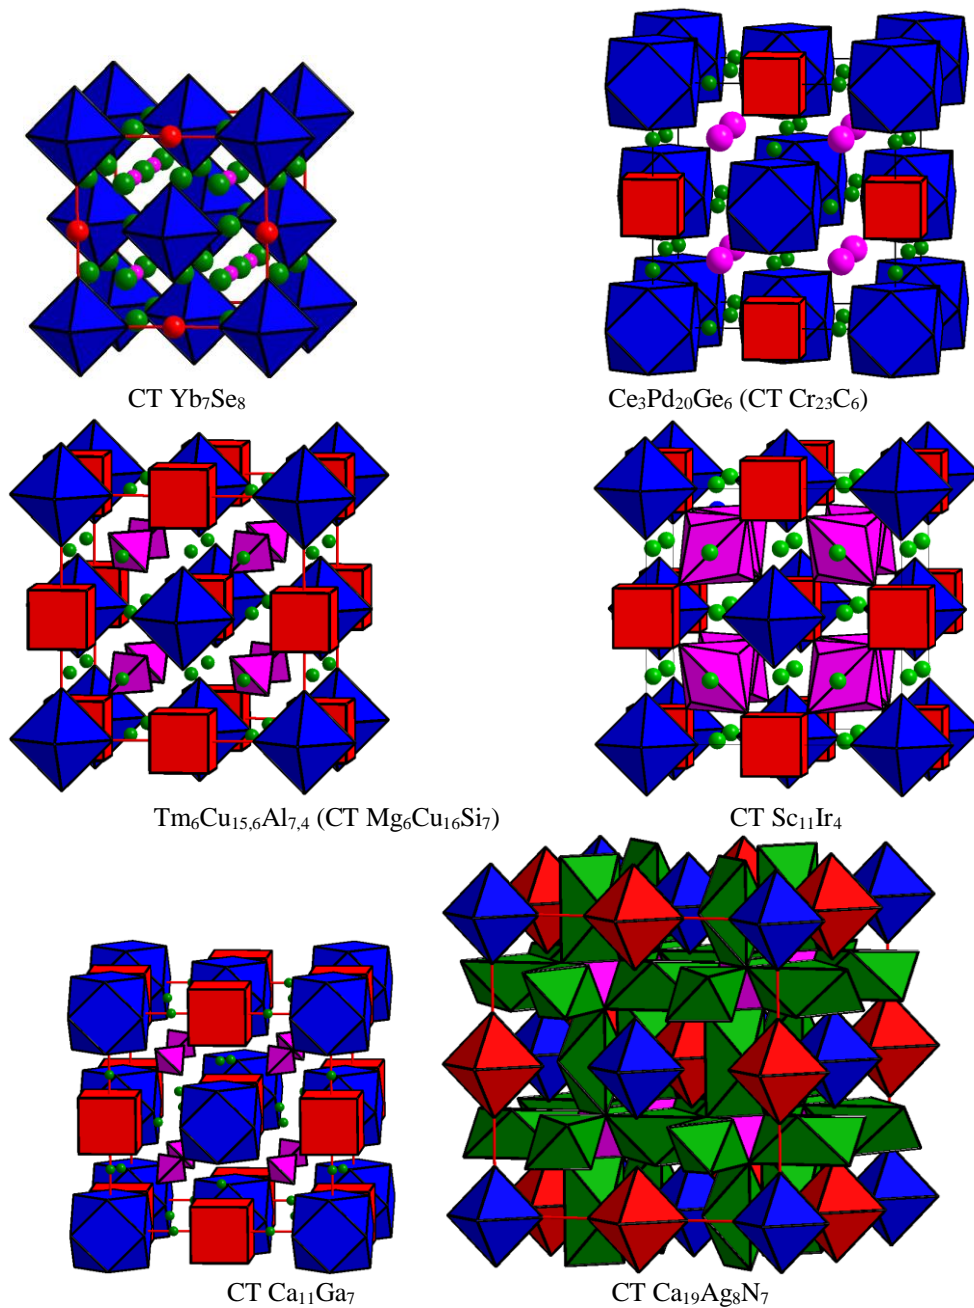 CT Yb₇Se₈
Ce₃Pd₂₀Ge₆ (CT Cr₂₃C₆)
Tm₆Cu₁₅,₆Al₇,₄ (CT Mg₆Cu₁₆Si₇)
CT Sc₁₁Ir₄
CT Ca₁₁Ga₇
CT Ca₁₉Ag₈N₇